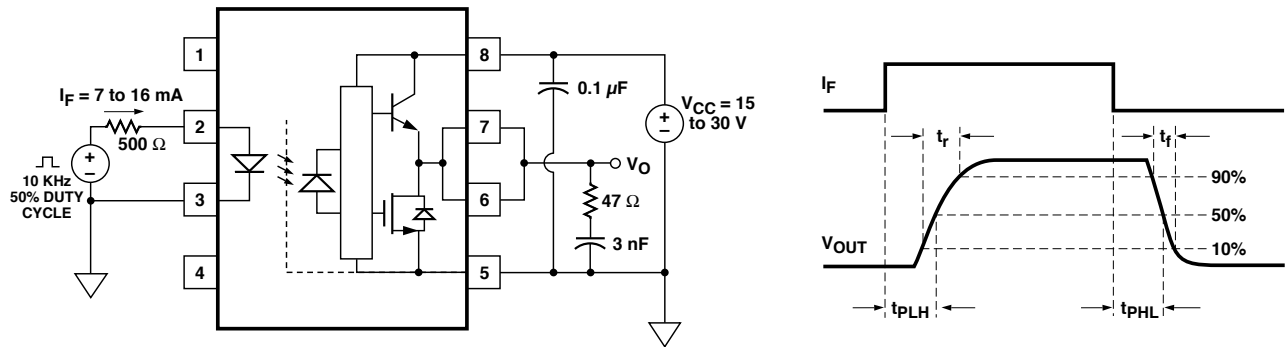 1
8
I_F = 7 to 16 mA
0.1 µF
V_CC = 15
to 30 V
2
7
500 Ω
+
–
+
–
V_O
10 KHz
50% DUTY
CYCLE
3
6
47 Ω
3 nF
4
5
I_F
t_r
t_f
90%
50%
V_OUT
10%
t_PLH
t_PHL